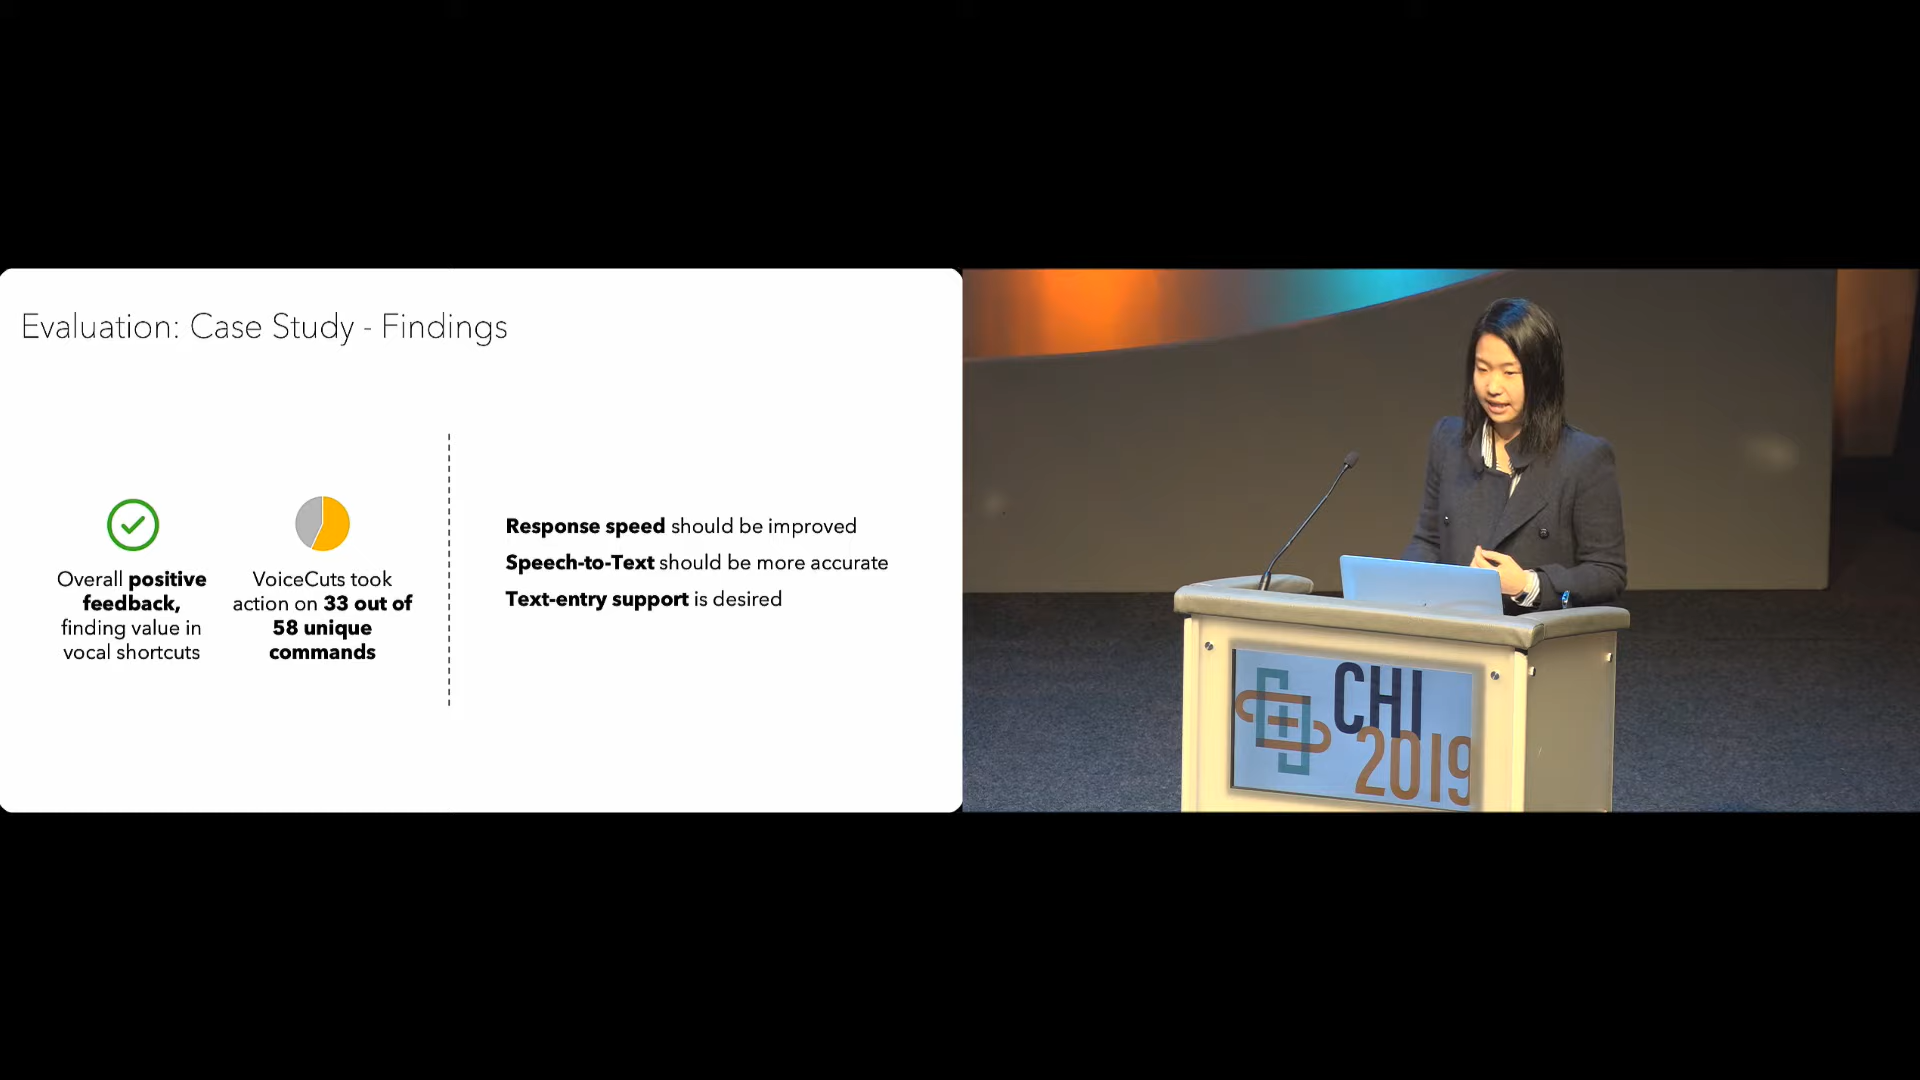 Evaluation: Case Study - Findings
Overall positive
feedback,
finding value in
vocal shortcuts
VoiceCuts took
action on 33 out of
58 unique
commands
Response speed should be improved
Speech-to-Text should be more accurate
Text-entry support is desired
CHI
2019